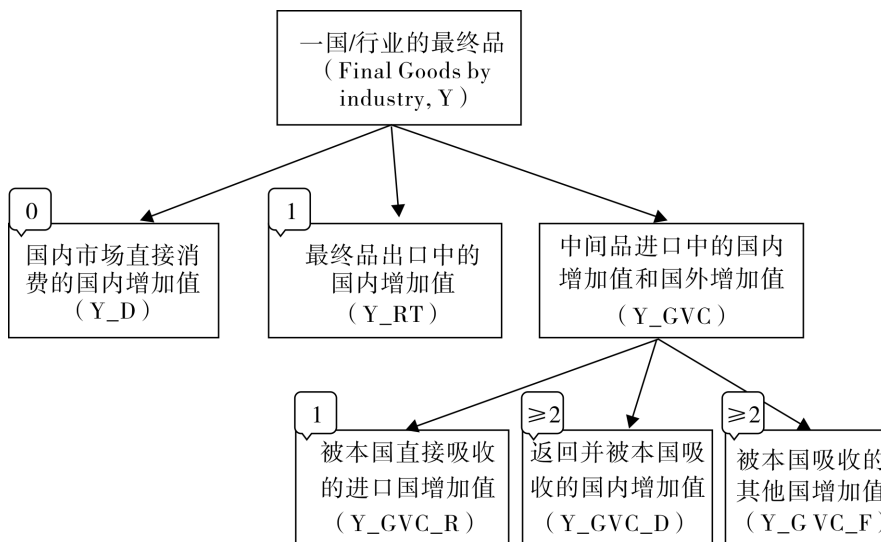 一国/行业的最终品
（Final Goods by
industry, Y）
0
国内市场直接消
费的国内增加值
（Y_D）
1
最终品出口中的
国内增加值
（Y_RT）
中间品进口中的国内
增加值和国外增加值
（Y_GVC）
1
被本国直接吸收
的进口国增加值
（Y_GVC_R）
≥2
返回并被本国吸
收的国内增加值
（Y_GVC_D）
≥2
被本国吸收的
其他国增加值
（Y_G VC_F）